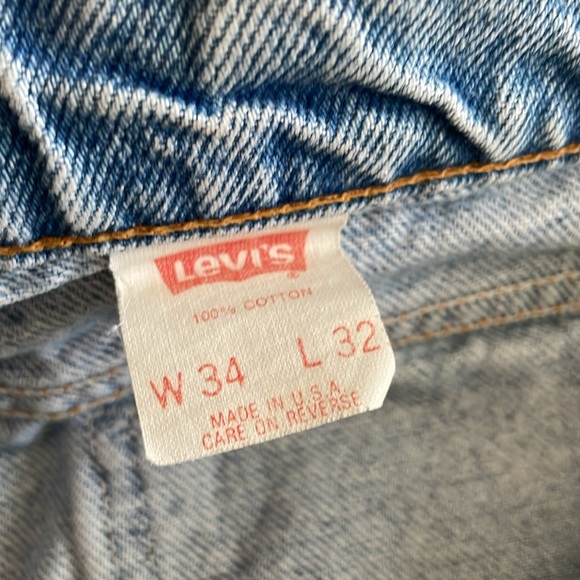 Levi's
100% COTTON
W 34 L 32
MADE IN U.S.A.
CARE ON REVERSE